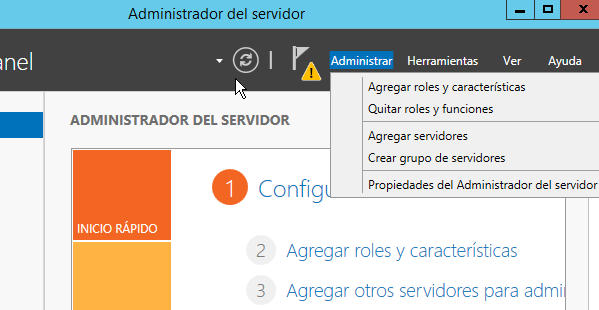 Administrador del servidor
anel
Administrar Herramientas Ver Ayuda
Agregar roles y características
Quitar roles y funciones
Agregar servidores
Crear grupo de servidores
Propiedades del Administrador del servidor
ADMINISTRADOR DEL SERVIDOR
INICIO RÁPIDO
1 Configu
2 Agregar roles y características
3 Agregar otros servidores para admi